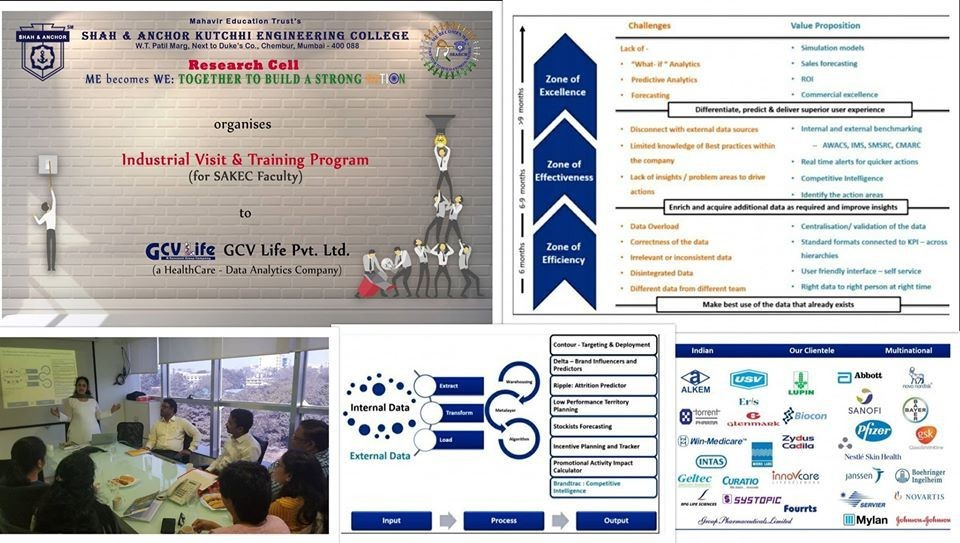 Mahavir Education Trust's
SHAH & ANCHOR KUTCHHI ENGINEERING COLLEGE
W.T. Patil Marg, Next to Duke's Co., Chembur, Mumbai - 400 088
SHAH & ANCHOR
SM
Research Cell
ME becomes WE: TOGETHER TO BUILD A STRONG NATION
organises
Industrial Visit & Training Program
(for SAKEC Faculty)
to
GCV Life GCV Life Pvt. Ltd.
(a HealthCare - Data Analytics Company)
Challenges
Value Proposition
>9 months
Zone of
Excellence
Lack of -
"What- if" Analytics
Predictive Analytics
Forecasting
Simulation models
Sales forecasting
ROI
Commercial excellence
Differentiate, predict & deliver superior user experience
6-9 months
Zone of
Effectiveness
Disconnect with external data sources
Limited knowledge of Best practices within
the company
Lack of insights / problem areas to drive
actions
Internal and external benchmarking
– AWACS, IMS, SMSRC, CMARC
Real time alerts for quicker actions
Competitive Intelligence
Identify the action areas
Enrich and acquire additional data as required and improve insights
6 months
Zone of
Efficiency
Data Overload
Correctness of the data
Irrelevant or inconsistent data
Disintegrated Data
Different data from different team
Centralisation/ validation of the data
Standard formats connected to KPI – across
hierarchies
User friendly interface – self service
Right data to right person at right time
Make best use of the data that already exists
Internal Data
External Data
Extract
Transform
Load
Warehousing
Metalayer
Algorithm
Contour - Targeting & Deployment
Delta – Brand Influencers and
Predictors
Ripple: Attrition Predictor
Low Performance Territory
Planning
Stockists Forecasting
Incentive Planning and Tracker
Promotional Activity Impact
Calculator
Brandtrac : Competitive
Intelligence
Input
Process
Output
Indian
Our Clientele
Multinational
ALKEM
USV
LUPIN
Abbott
novo nordisk
Eris
SANOFI
BAYER
torrent
PHARMA
glenmark
Biocon
Pfizer
gsk
GlaxoSmithKline
Win-Medicare
MICRO LABS
Zydus
Cadila
Nestlé Skin Health
INTAS
Geltec
CURATIO
innovcare
LIFESCIENCES
janssen
Boehringer
Ingelheim
RPG LIFE SCIENCES
SYSTOPIC
Fourrts
SERVIER
NOVARTIS
Group Pharmaceuticals Limited
Mylan
Johnson & Johnson